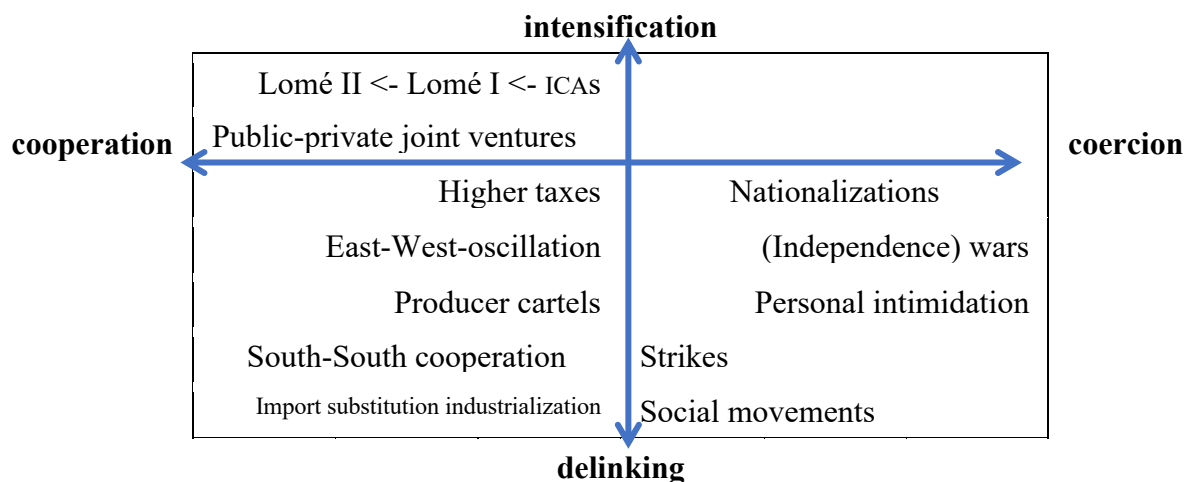 intensification
Lomé II <- Lomé I <- ICAs
Public-private joint ventures
cooperation
coercion
Higher taxes
Nationalizations
East-West-oscillation
(Independence) wars
Producer cartels
Personal intimidation
South-South cooperation
Strikes
Import substitution industrialization
Social movements
delinking